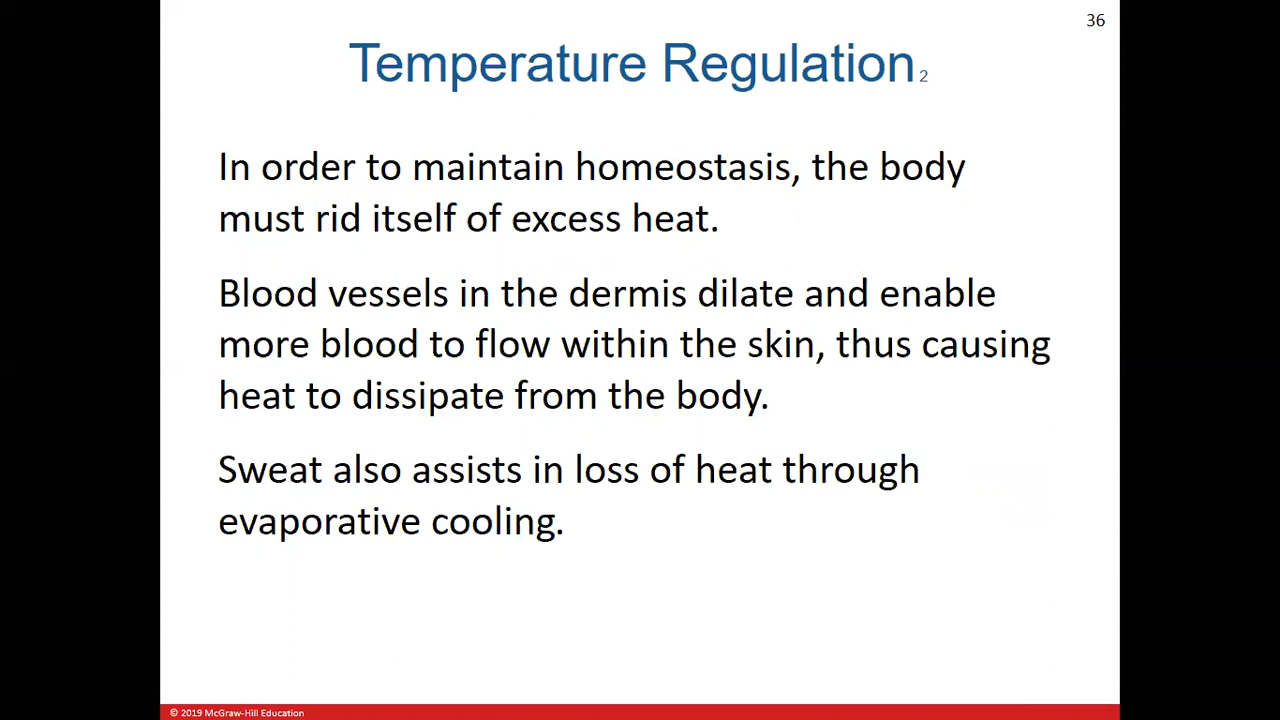 36
Temperature Regulation 2
In order to maintain homeostasis, the body
must rid itself of excess heat.
Blood vessels in the dermis dilate and enable
more blood to flow within the skin, thus causing
heat to dissipate from the body.
Sweat also assists in loss of heat through
evaporative cooling.
© 2019 McGraw-Hill Education